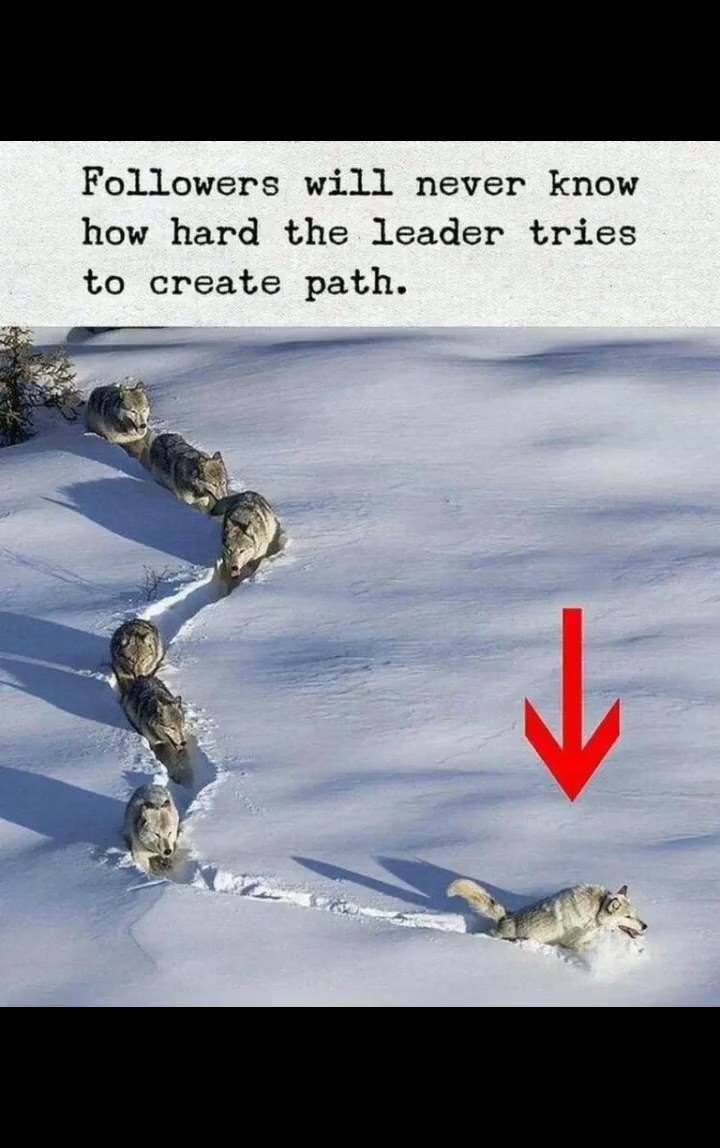 Followers will never know
how hard the leader tries
to create path.